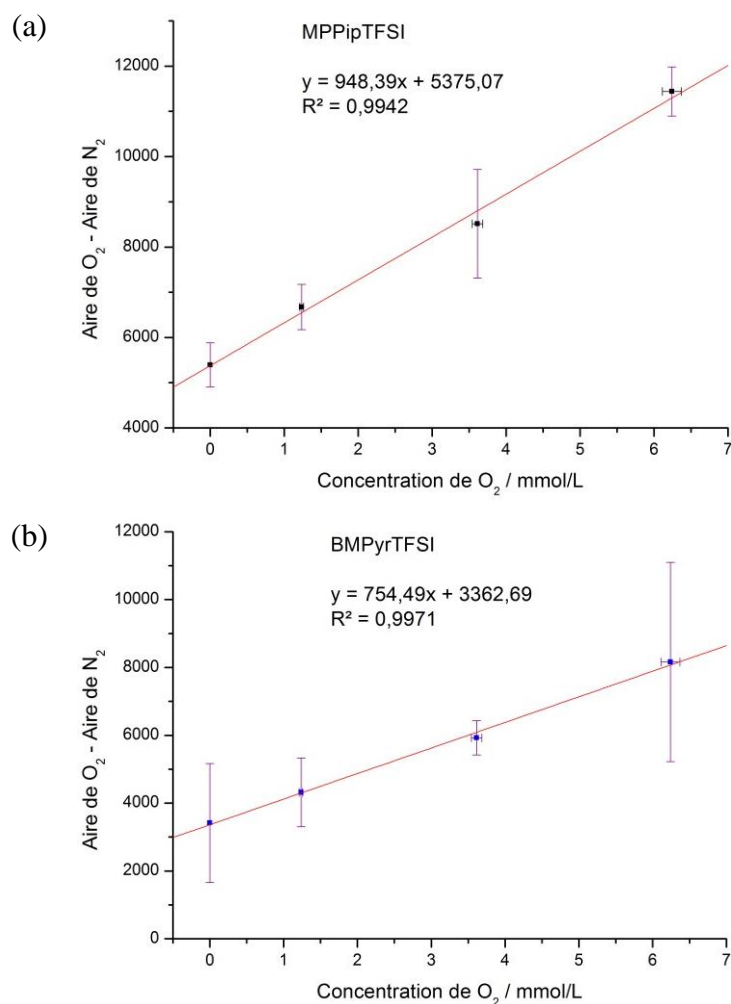 (a)
MPPipTFSI
y = 948,39x + 5375,07
R² = 0,9942
12000
10000
8000
6000
4000
Aire de O₂ - Aire de N₂
0 1 2 3 4 5 6 7
Concentration de O₂ / mmol/L
(b)
BMPyrTFSI
y = 754,49x + 3362,69
R² = 0,9971
12000
10000
8000
6000
4000
2000
0
Aire de O₂ - Aire de N₂
0 1 2 3 4 5 6 7
Concentration de O₂ / mmol/L